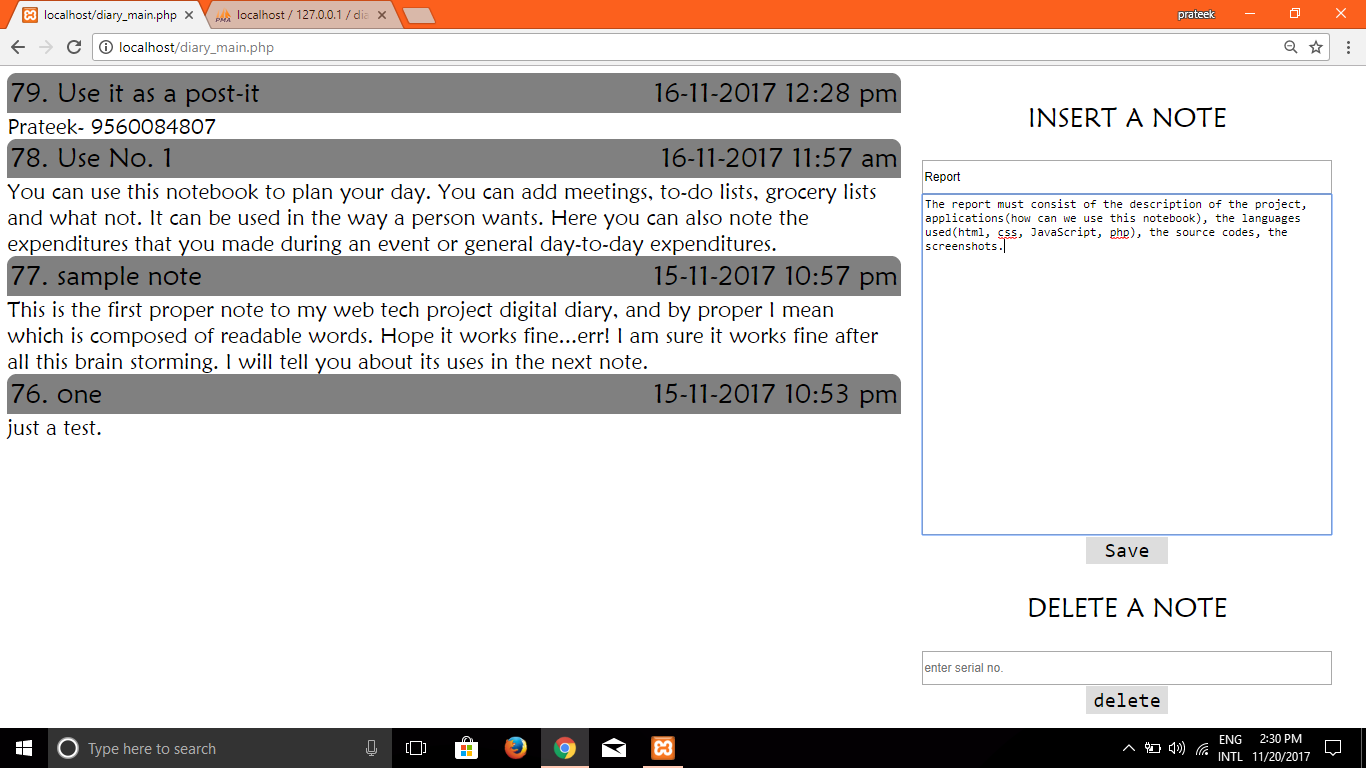 localhost/diary_main.php
localhost / 127.0.0.1 / dia
prateek
localhost/diary_main.php
79. Use it as a post-it 16-11-2017 12:28 pm
Prateek- 9560084807
78. Use No. 1 16-11-2017 11:57 am
You can use this notebook to plan your day. You can add meetings, to-do lists, grocery lists
and what not. It can be used in the way a person wants. Here you can also note the
expenditures that you made during an event or general day-to-day expenditures.
77. sample note 15-11-2017 10:57 pm
This is the first proper note to my web tech project digital diary, and by proper I mean
which is composed of readable words. Hope it works fine...err! I am sure it works fine after
all this brain storming. I will tell you about its uses in the next note.
76. one 15-11-2017 10:53 pm
just a test.
INSERT A NOTE
Report
The report must consist of the description of the project,
applications(how can we use this notebook), the languages
used(html, css, JavaScript, php), the source codes, the
screenshots.
Save
DELETE A NOTE
enter serial no.
delete
Type here to search
ENG
INTL
2:30 PM
11/20/2017